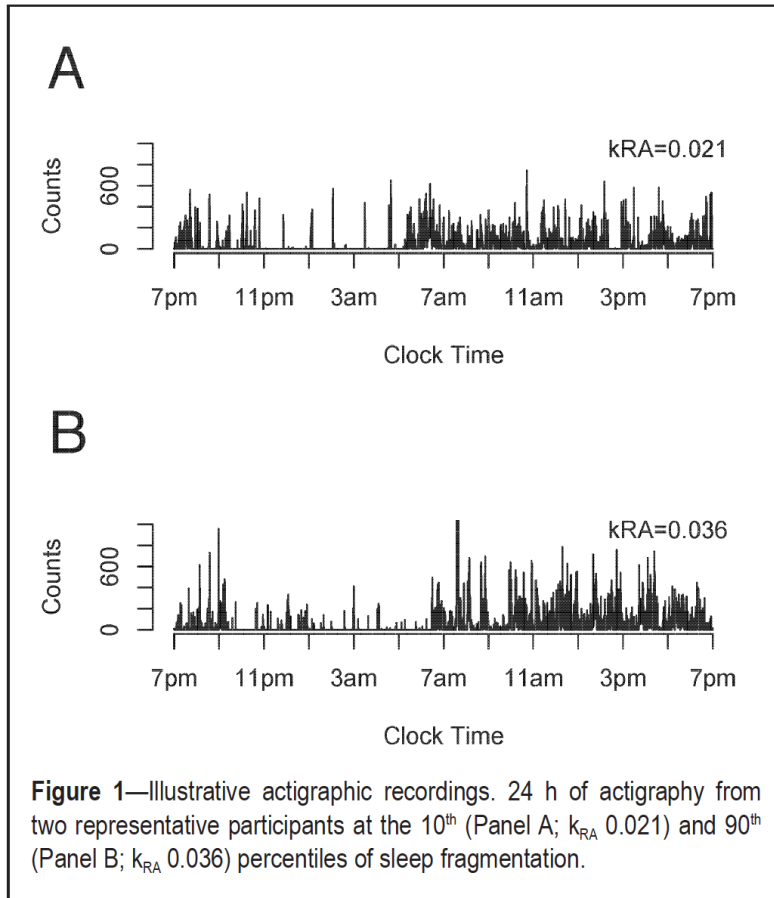 A
kRA=0.021
Counts
600
0
7pm 11pm 3am 7am 11am 3pm 7pm
Clock Time
B
kRA=0.036
Counts
600
0
7pm 11pm 3am 7am 11am 3pm 7pm
Clock Time
Figure 1—Illustrative actigraphic recordings. 24 h of actigraphy from
two representative participants at the 10th (Panel A; kRA 0.021) and 90th
(Panel B; kRA 0.036) percentiles of sleep fragmentation.